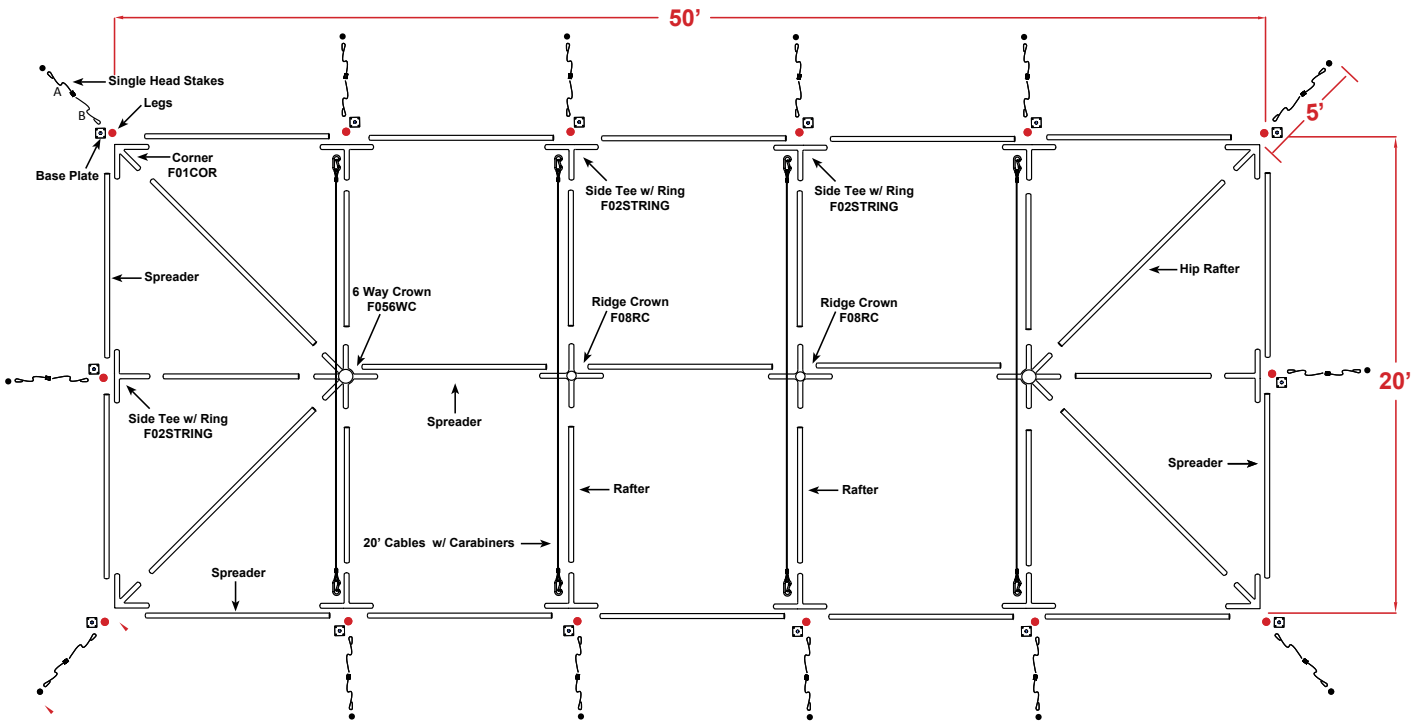 50’
Single Head Stakes
A
B
Legs
5’
Corner
F01COR
Base Plate
Side Tee w/ Ring
F02STRING
Side Tee w/ Ring
F02STRING
Spreader
Hip Rafter
6 Way Crown
F056WC
Ridge Crown
F08RC
Ridge Crown
F08RC
20’
Side Tee w/ Ring
F02STRING
Spreader
Spreader
Rafter
Rafter
20’ Cables w/ Carabiners
Spreader